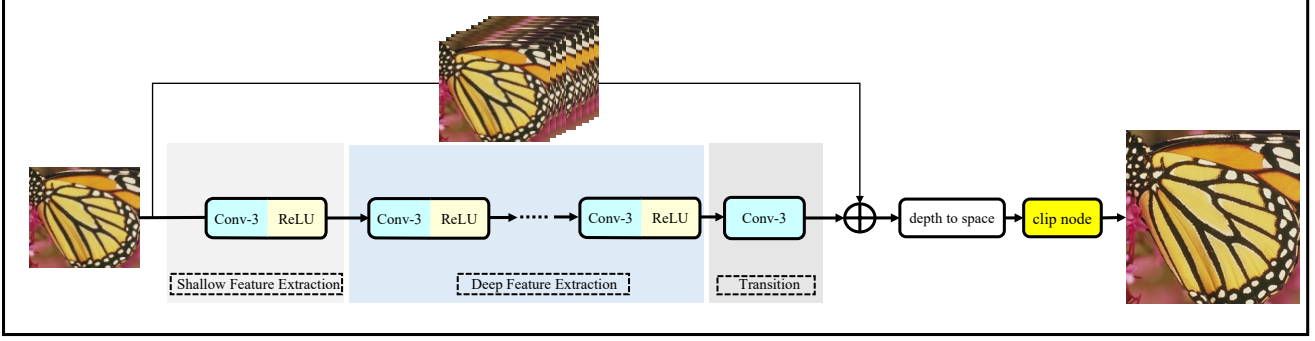 Conv-3 ReLU
Conv-3 ReLU
......
Conv-3 ReLU
Conv-3
depth to space
clip node
Shallow Feature Extraction
Deep Feature Extraction
Transition